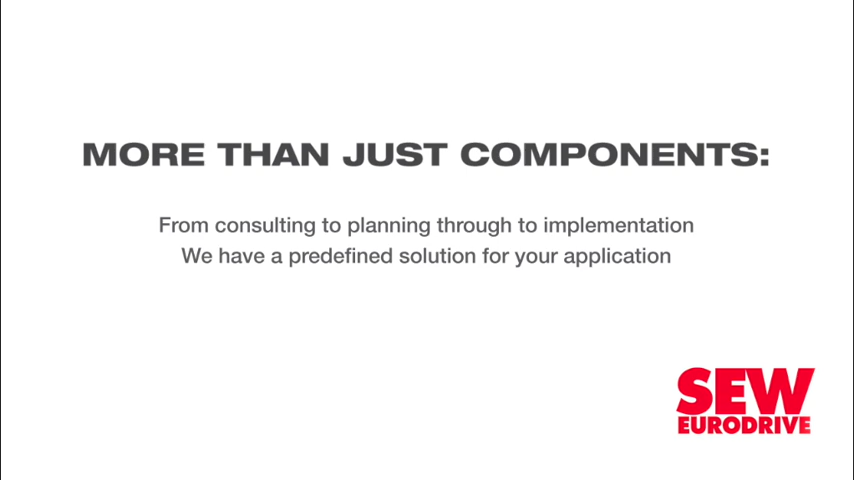 MORE THAN JUST COMPONENTS:
From consulting to planning through to implementation
We have a predefined solution for your application
SEW
EURODRIVE